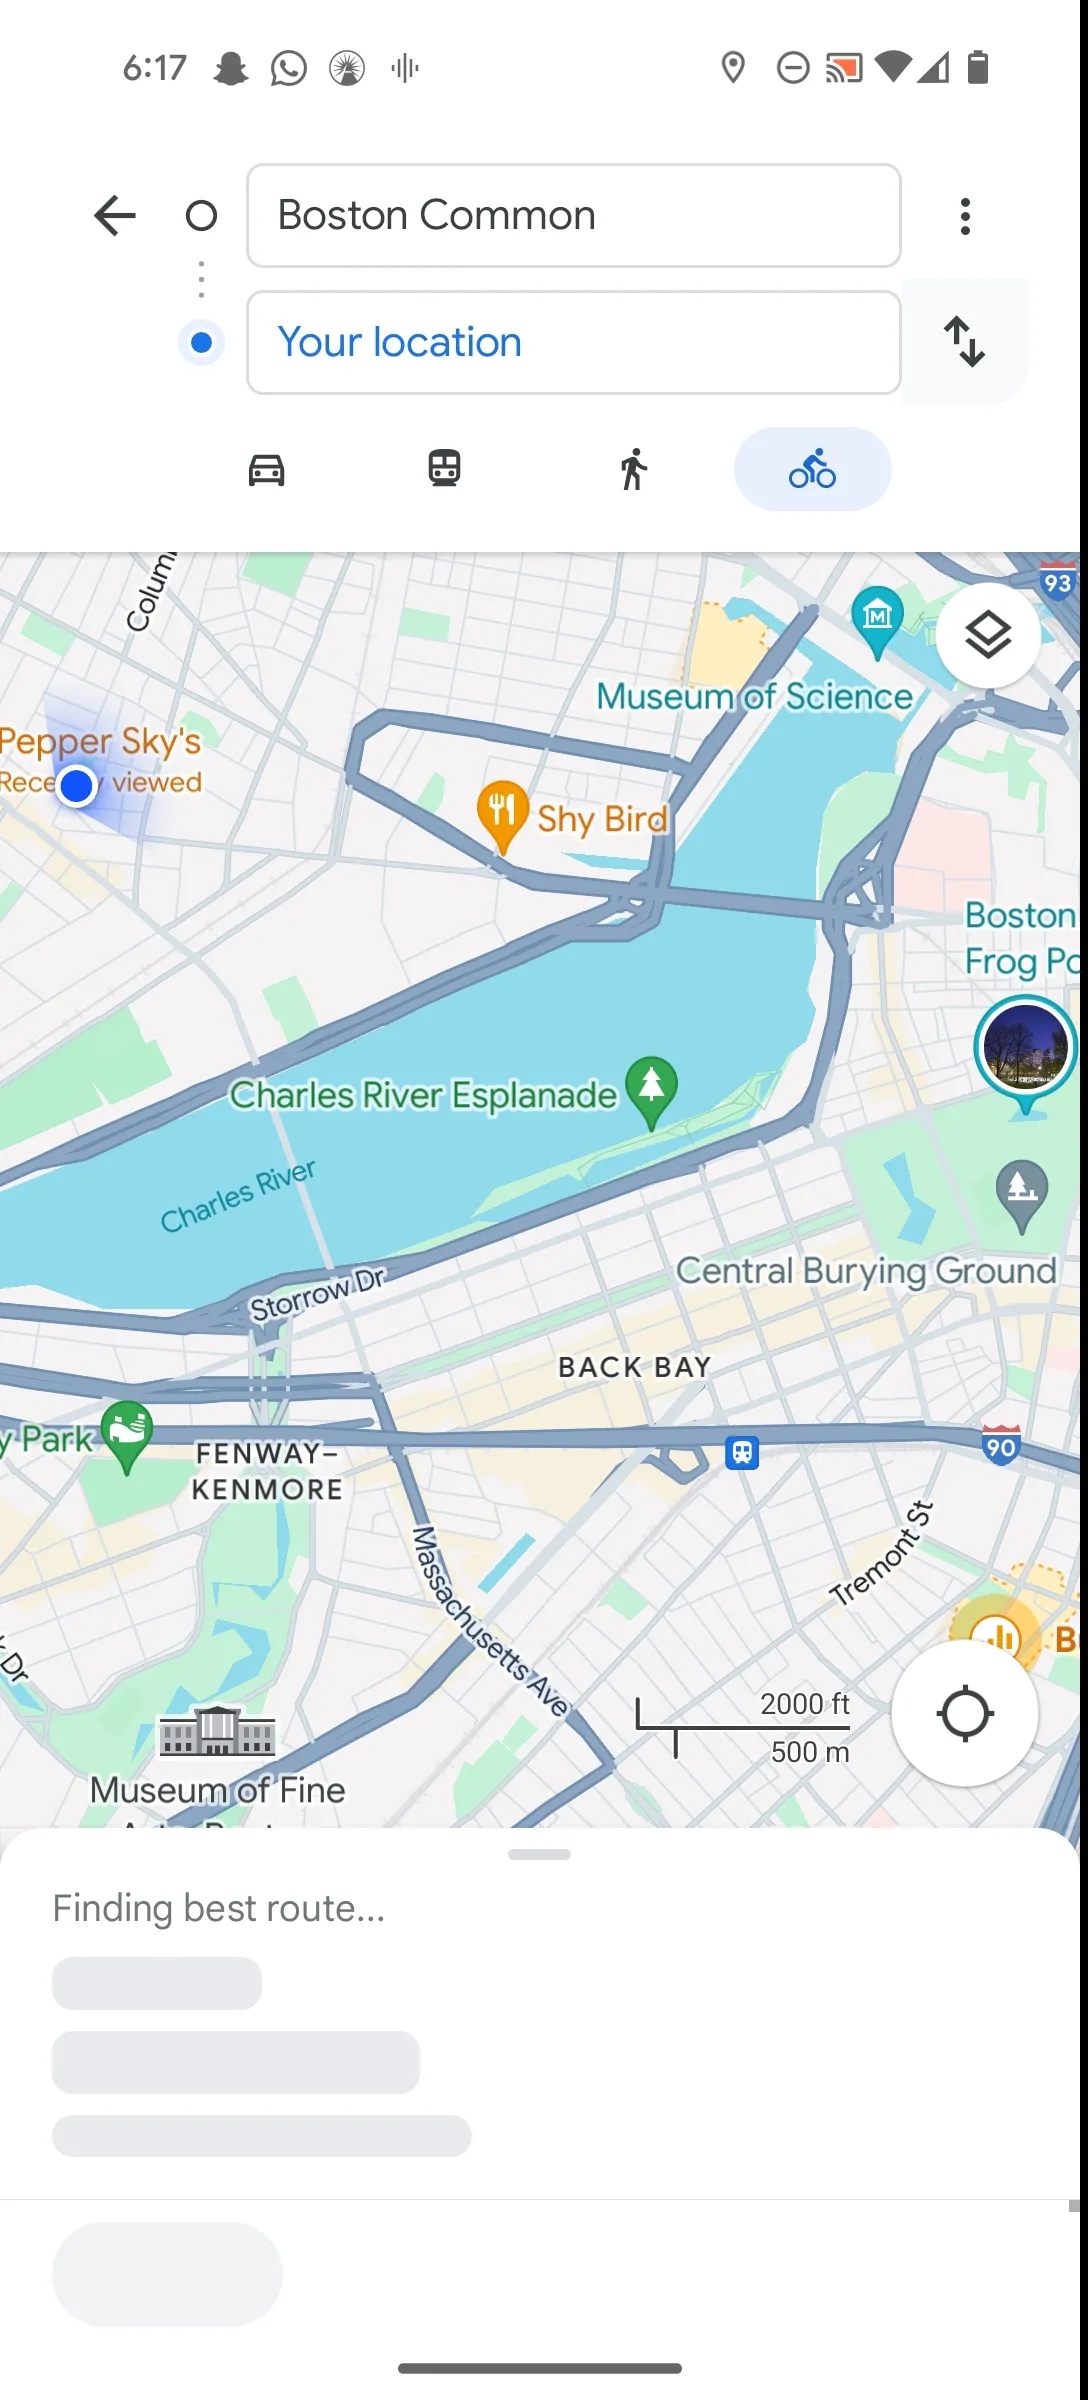 6:17
Boston Common
Your location
Colum
93
Museum of Science
Pepper Sky's
Rece viewed
Shy Bird
Boston
Frog Po
Charles River Esplanade
Charles River
Central Burying Ground
Storrow Dr
BACK BAY
y Park
FENWAY–
KENMORE
90
Massachusetts Ave
Tremont St
Dr
B
2000 ft
500 m
Museum of Fine
Finding best route...